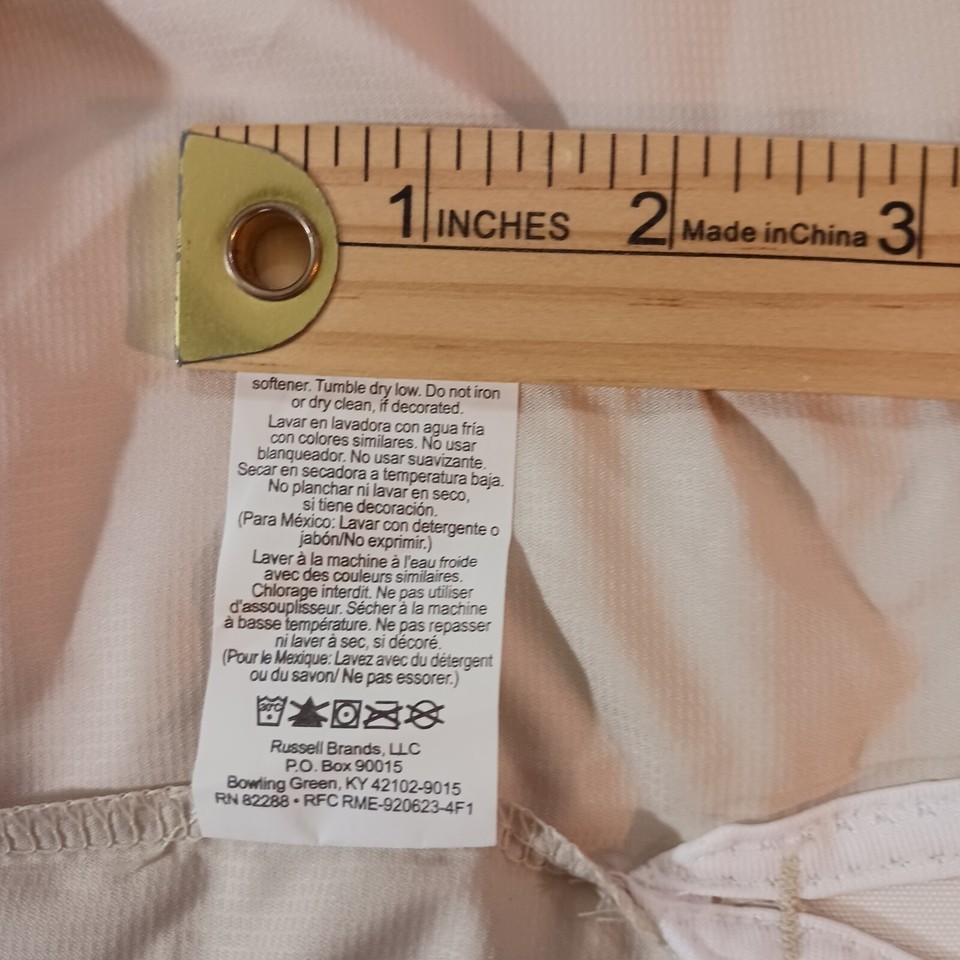 1 INCHES 2 Made inChina 3
softener. Tumble dry low. Do not iron
or dry clean, if decorated.
Lavar en lavadora con agua fría
con colores similares. No usar
blanqueador. No usar suavizante.
Secar en secadora a temperatura baja.
No planchar ni lavar en seco,
si tiene decoración.
(Para México: Lavar con detergente o
jabón/No exprimir.)
Laver à la machine à l'eau froide
avec des couleurs similaires.
Chlorage interdit. Ne pas utiliser
d'assouplisseur. Sécher à la machine
à basse température. Ne pas repasser
ni laver à sec, si décoré.
(Pour le Mexique: Lavez avec du détergent
ou du savon/ Ne pas essorer.)
30°C
Russell Brands, LLC
P.O. Box 90015
Bowling Green, KY 42102-9015
RN 82288 • RFC RME-920623-4F1